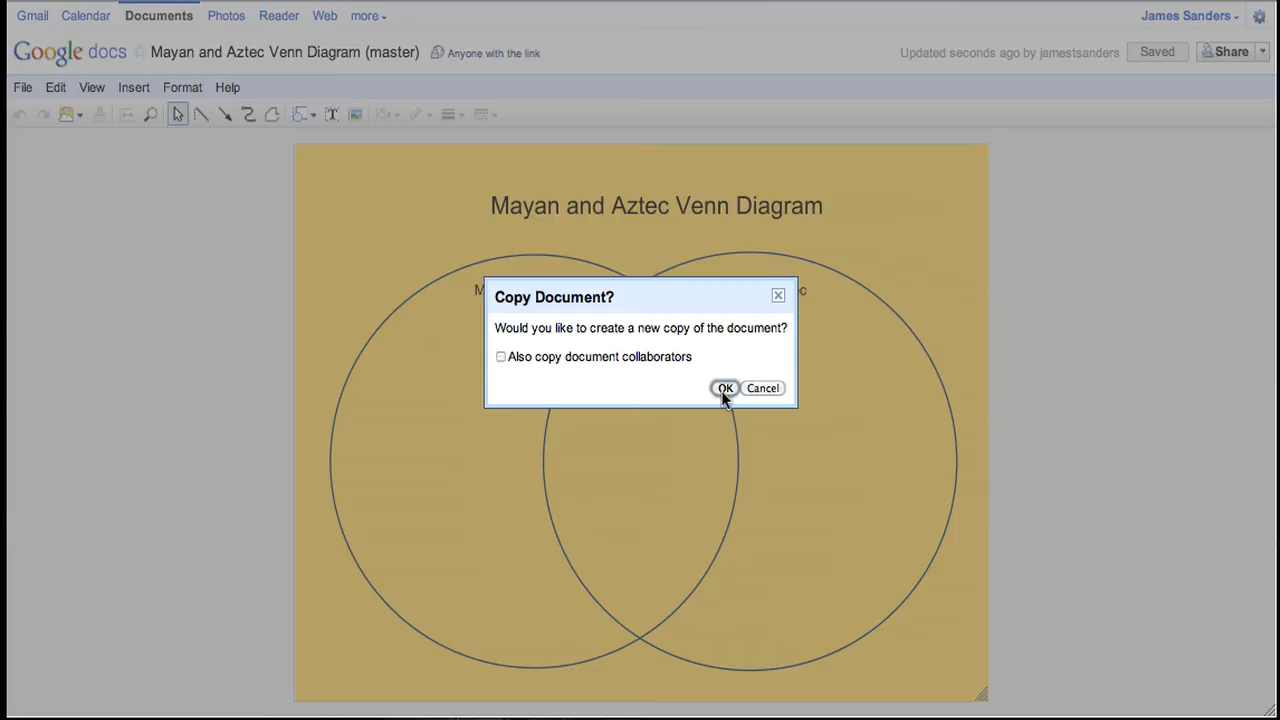 Gmail Calendar Documents Photos Reader Web more James Sanders
Google docs Mayan and Aztec Venn Diagram (master) Anyone with the link Updated seconds ago by jamestsanders Saved Share
File Edit View Insert Format Help
T
Mayan and Aztec Venn Diagram
M c
Copy Document?
Would you like to create a new copy of the document?
Also copy document collaborators
OK Cancel